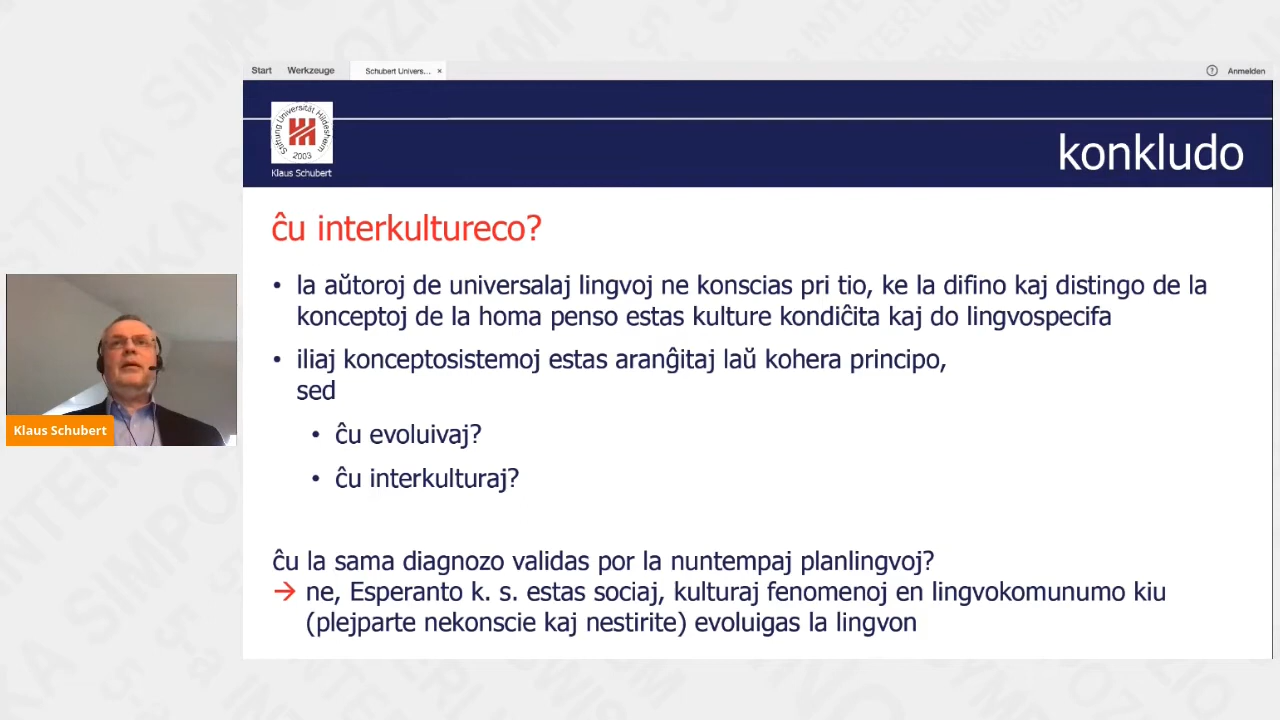 Start Werkzeuge Schubert Univers... × ? Anmelden
Stiftung Universität Hildesheim
2003
Klaus Schubert
konkludo
ĉu interkultureco?
• la aŭtoroj de universalaj lingvoj ne konscias pri tio, ke la difino kaj distingo de la
konceptoj de la homa penso estas kulture kondiĉita kaj do lingvospecifa
• iliaj konceptosistemoj estas aranĝitaj laŭ kohera principo,
sed
• ĉu evoluivaj?
• ĉu interkulturaj?
ĉu la sama diagnozo validas por la nuntempaj planlingvoj?
→ ne, Esperanto k. s. estas sociaj, kulturaj fenomenoj en lingvokomunumo kiu
(plejparte nekonscie kaj nestirite) evoluigas la lingvon
Klaus Schubert